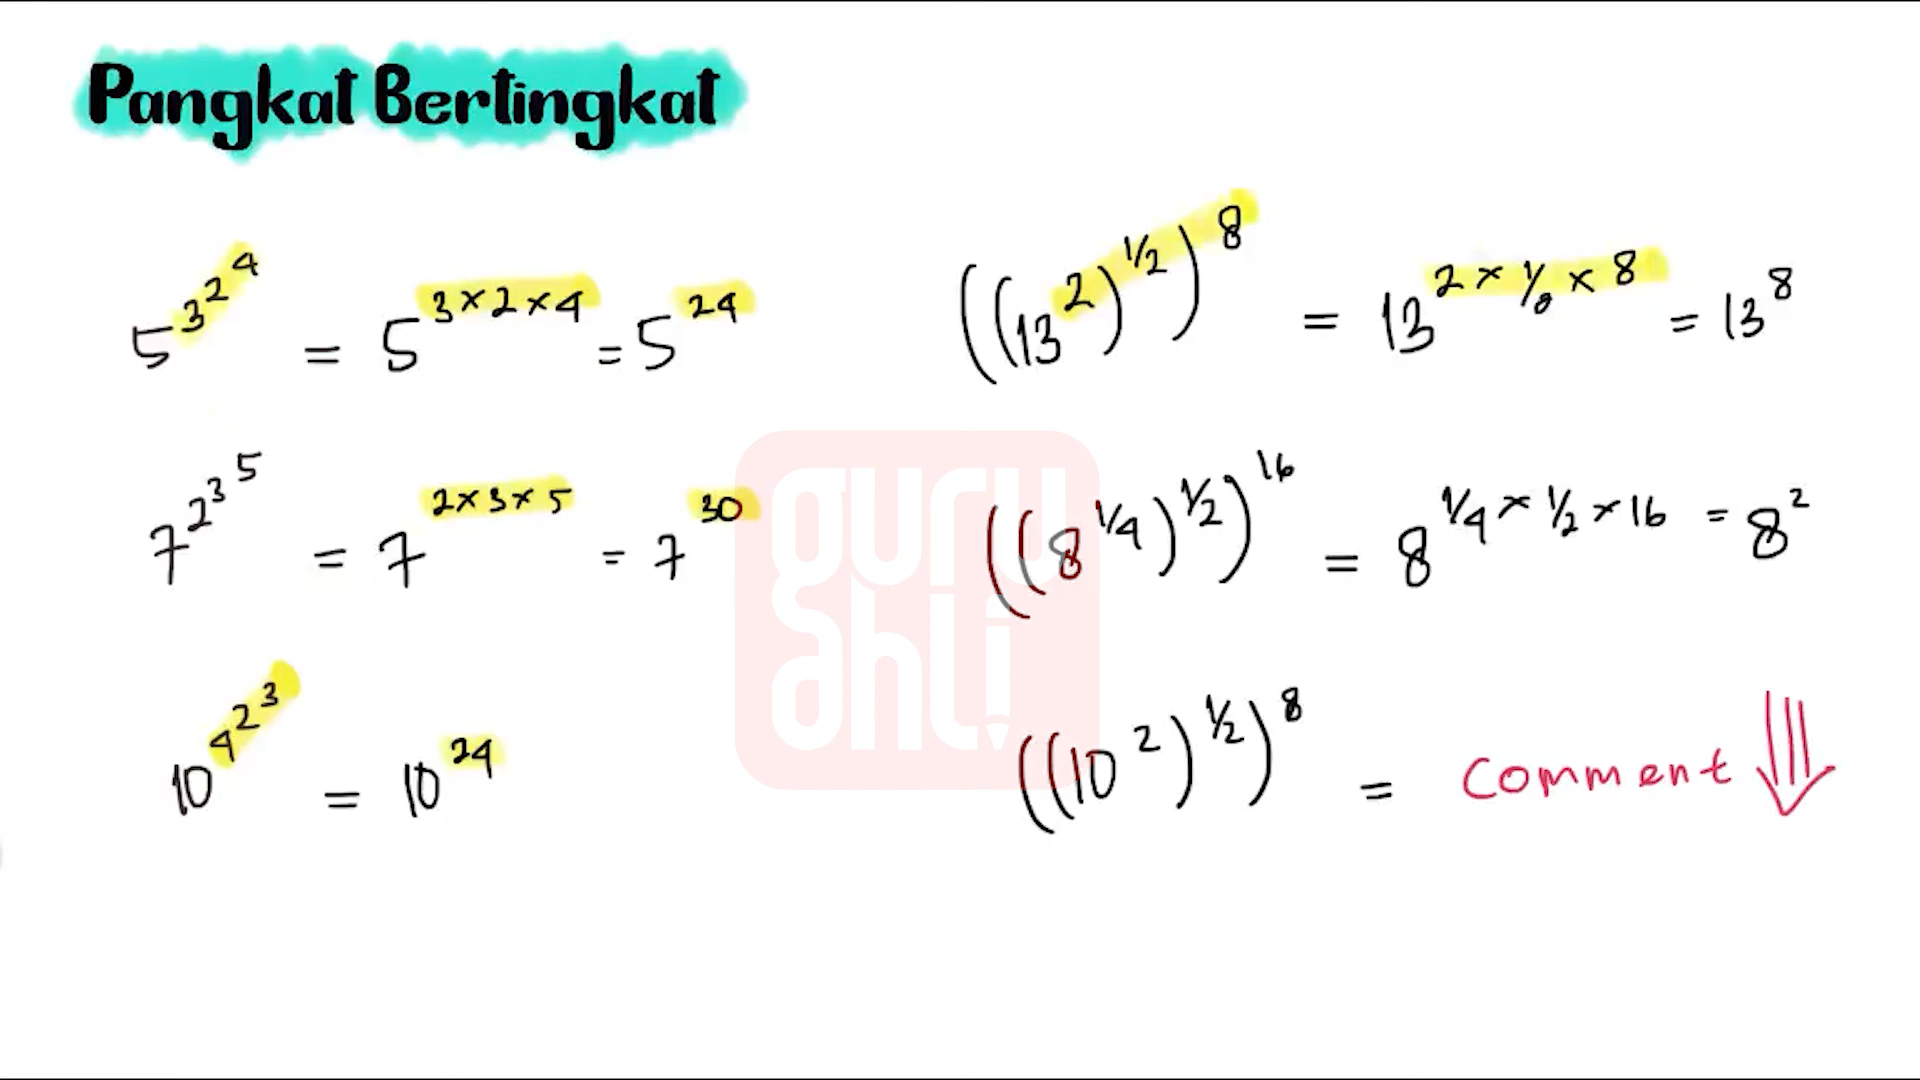 Pangkat Bertingkat
5^3^2^4 = 5^3×2×4 = 5^24
((13^2)^1/2)^8 = 13^2×1/2×8 = 13^8
7^2^3^5 = 7^2×3×5 = 7^30
((8^1/4)^1/2)^16 = 8^1/4×1/2×16 = 8^2
10^4^2^3 = 10^24
((10^2)^1/2)^8 = Comment
guru
ahli